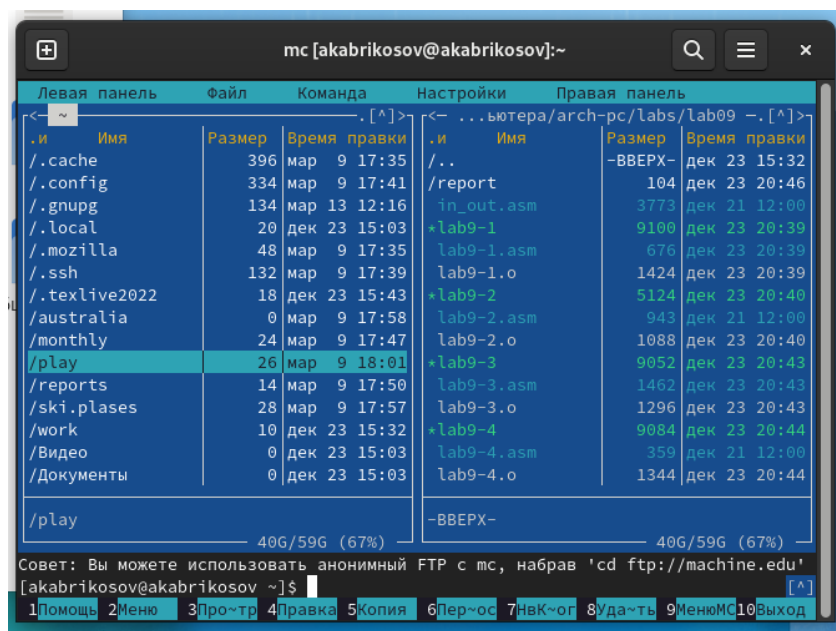 mc [akabrikosov@akabrikosov]:~
Левая панель Файл Команда Настройки Правая панель
<— ~ .[^]> <— ...ьютера/arch-pc/labs/lab09 —.[^]>
.и Имя Размер Время правки .и Имя Размер Время правки
/.cache 396 мар 9 17:35 /.. -ВВЕРХ- дек 23 15:32
/.config 334 мар 9 17:41 /report 104 дек 23 20:46
/.gnupg 134 мар 13 12:16 in_out.asm 3773 дек 21 12:00
/.local 20 дек 23 15:03 *lab9-1 9100 дек 23 20:39
/.mozilla 48 мар 9 17:35 lab9-1.asm 676 дек 23 20:39
/.ssh 132 мар 9 17:39 lab9-1.o 1424 дек 23 20:39
/.texlive2022 18 дек 23 15:43 *lab9-2 5124 дек 23 20:40
/australia 0 мар 9 17:58 lab9-2.asm 943 дек 21 12:00
/monthly 24 мар 9 17:47 lab9-2.o 1088 дек 23 20:40
/play 26 мар 9 18:01 *lab9-3 9052 дек 23 20:43
/reports 14 мар 9 17:50 lab9-3.asm 1462 дек 23 20:43
/ski.plases 28 мар 9 17:57 lab9-3.o 1296 дек 23 20:43
/work 10 дек 23 15:32 *lab9-4 9084 дек 23 20:44
/Видео 0 дек 23 15:03 lab9-4.asm 359 дек 21 12:00
/Документы 0 дек 23 15:03 lab9-4.o 1344 дек 23 20:44
/play -ВВЕРХ-
40G/59G (67%) 40G/59G (67%)
Совет: Вы можете использовать анонимный FTP с mc, набрав 'cd ftp://machine.edu'
[akabrikosov@akabrikosov ~]$ [^]
1Помощь 2Меню 3Про~тр 4Правка 5Копия 6Пер~ос 7НвК~ог 8Уда~ть 9МенюМС 10Выход